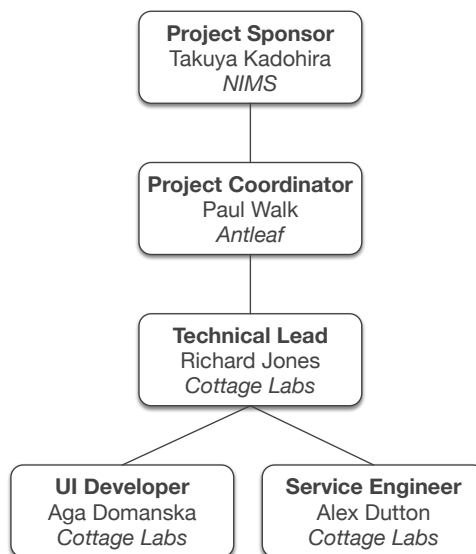 Project Sponsor
Takuya Kadohira
NIMS
Project Coordinator
Paul Walk
Antleaf
Technical Lead
Richard Jones
Cottage Labs
UI Developer
Aga Domanska
Cottage Labs
Service Engineer
Alex Dutton
Cottage Labs